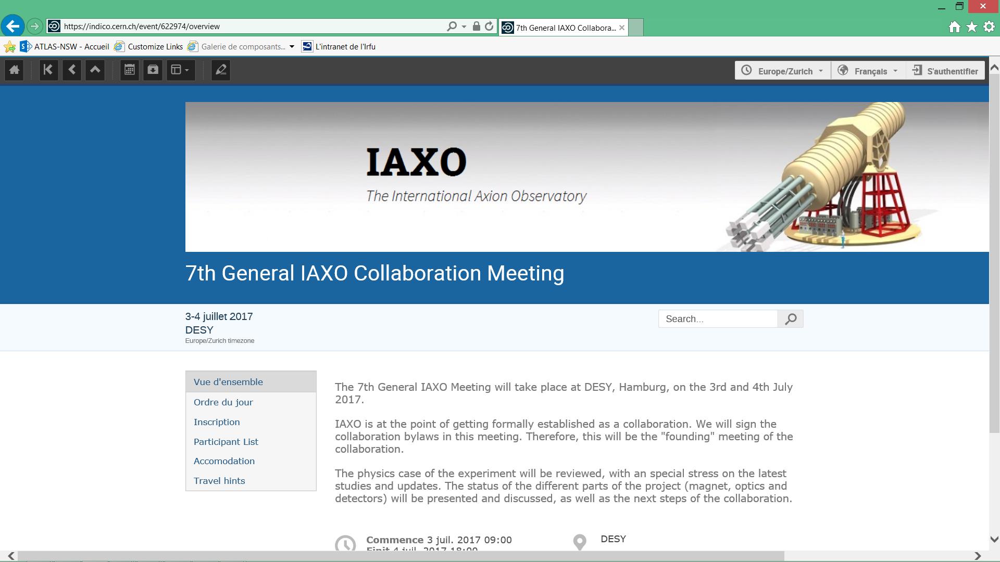 https://indico.cern.ch/event/622974/overview
7th General IAXO Collabora...
ATLAS-NSW - Accueil
Customize Links
Galerie de composants...
L'intranet de l'Irfu
Europe/Zurich
Français
S'authentifier
IAXO
The International Axion Observatory
7th General IAXO Collaboration Meeting
3-4 juillet 2017
DESY
Europe/Zurich timezone
Search...
Vue d'ensemble
Ordre du jour
Inscription
Participant List
Accomodation
Travel hints
The 7th General IAXO Meeting will take place at DESY, Hamburg, on the 3rd and 4th July
2017.
IAXO is at the point of getting formally established as a collaboration. We will sign the
collaboration bylaws in this meeting. Therefore, this will be the "founding" meeting of the
collaboration.
The physics case of the experiment will be reviewed, with an special stress on the latest
studies and updates. The status of the different parts of the project (magnet, optics and
detectors) will be presented and discussed, as well as the next steps of the collaboration.
Commence 3 juil. 2017 09:00
Finit 4 juil. 2017 18:00
DESY